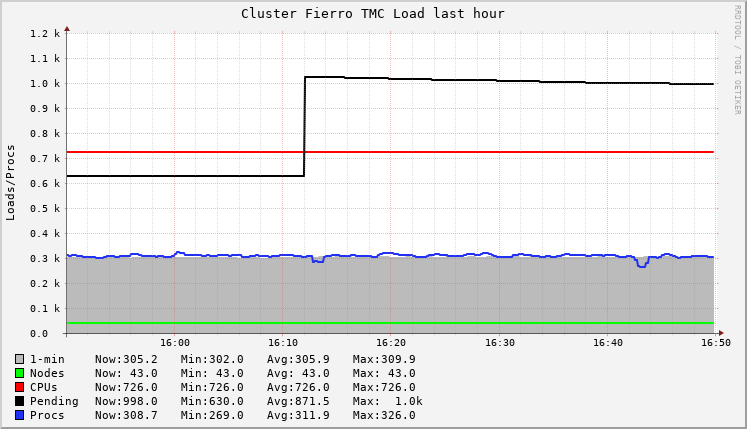 Cluster Fierro TMC Load last hour
RRDTOOL / TOBI OETIKER
Loads/Procs
1.2 k
1.1 k
1.0 k
0.9 k
0.8 k
0.7 k
0.6 k
0.5 k
0.4 k
0.3 k
0.2 k
0.1 k
0.0
16:00 16:10 16:20 16:30 16:40 16:50
1-min Now:305.2 Min:302.0 Avg:305.9 Max:309.9
Nodes Now: 43.0 Min: 43.0 Avg: 43.0 Max: 43.0
CPUs Now:726.0 Min:726.0 Avg:726.0 Max:726.0
Pending Now:998.0 Min:630.0 Avg:871.5 Max: 1.0k
Procs Now:308.7 Min:269.0 Avg:311.9 Max:326.0